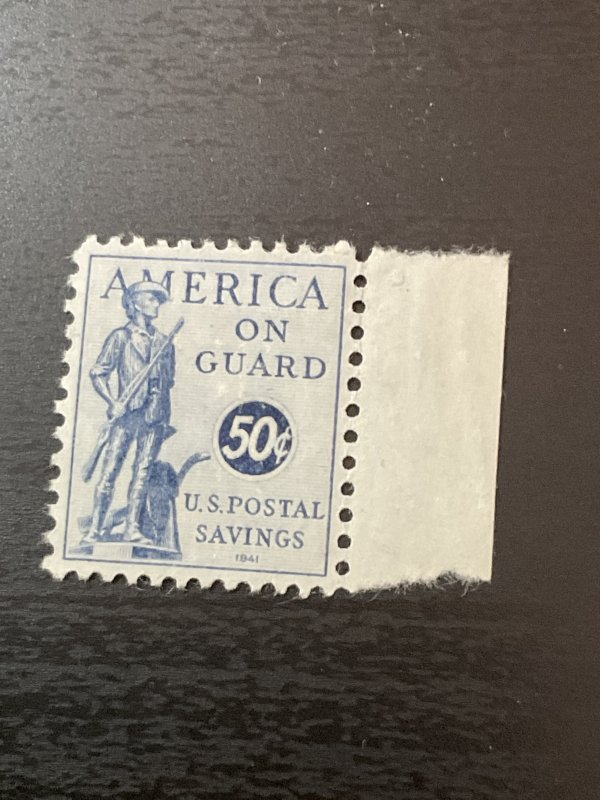 AMERICA
ON
GUARD
50¢
U.S. POSTAL
SAVINGS
1941